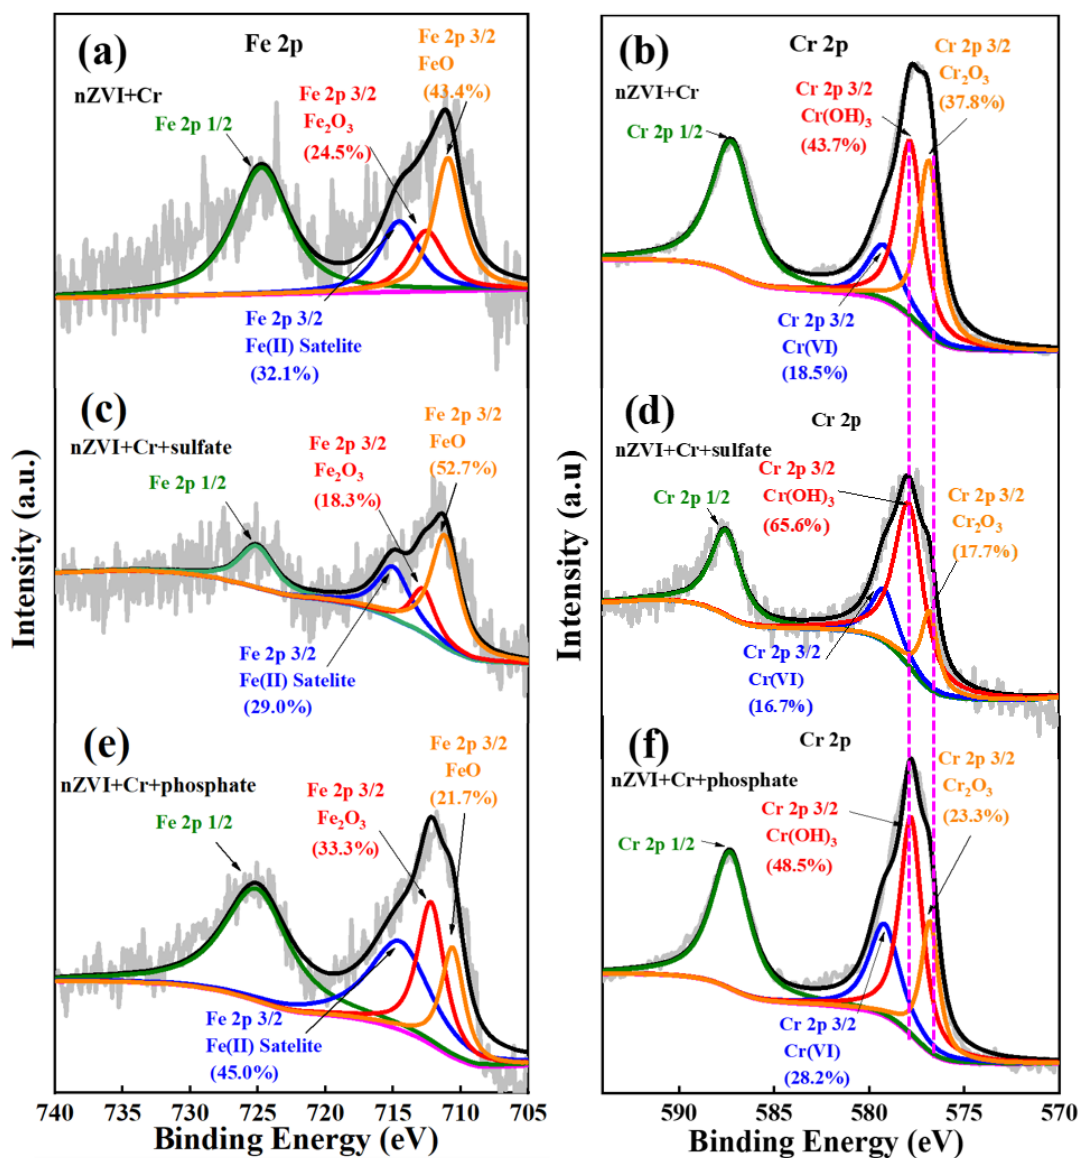 (a)
Fe 2p
nZVI+Cr
Fe 2p 1/2
Fe 2p 3/2
Fe₂O₃
(24.5%)
Fe 2p 3/2
FeO
(43.4%)
Fe 2p 3/2
Fe(II) Satelite
(32.1%)
(b)
Cr 2p
nZVI+Cr
Cr 2p 1/2
Cr 2p 3/2
Cr(OH)₃
(43.7%)
Cr 2p 3/2
Cr₂O₃
(37.8%)
Cr 2p 3/2
Cr(VI)
(18.5%)
(c)
nZVI+Cr+sulfate
Fe 2p 1/2
Fe 2p 3/2
Fe₂O₃
(18.3%)
Fe 2p 3/2
FeO
(52.7%)
Fe 2p 3/2
Fe(II) Satelite
(29.0%)
(d)
Cr 2p
nZVI+Cr+sulfate
Cr 2p 1/2
Cr 2p 3/2
Cr(OH)₃
(65.6%)
Cr 2p 3/2
Cr₂O₃
(17.7%)
Cr 2p 3/2
Cr(VI)
(16.7%)
(e)
nZVI+Cr+phosphate
Fe 2p 1/2
Fe 2p 3/2
Fe₂O₃
(33.3%)
Fe 2p 3/2
FeO
(21.7%)
Fe 2p 3/2
Fe(II) Satelite
(45.0%)
(f)
Cr 2p
nZVI+Cr+phosphate
Cr 2p 1/2
Cr 2p 3/2
Cr(OH)₃
(48.5%)
Cr 2p 3/2
Cr₂O₃
(23.3%)
Cr 2p 3/2
Cr(VI)
(28.2%)
Intensity (a.u.)
Intensity (a.u)
740 735 730 725 720 715 710 705
Binding Energy (eV)
590 585 580 575 570
Binding Energy (eV)